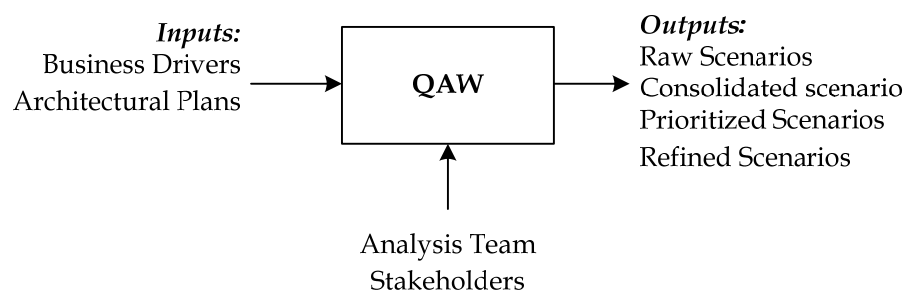 Inputs:
Business Drivers
Architectural Plans
QAW
Outputs:
Raw Scenarios
Consolidated scenario
Prioritized Scenarios
Refined Scenarios
Analysis Team
Stakeholders